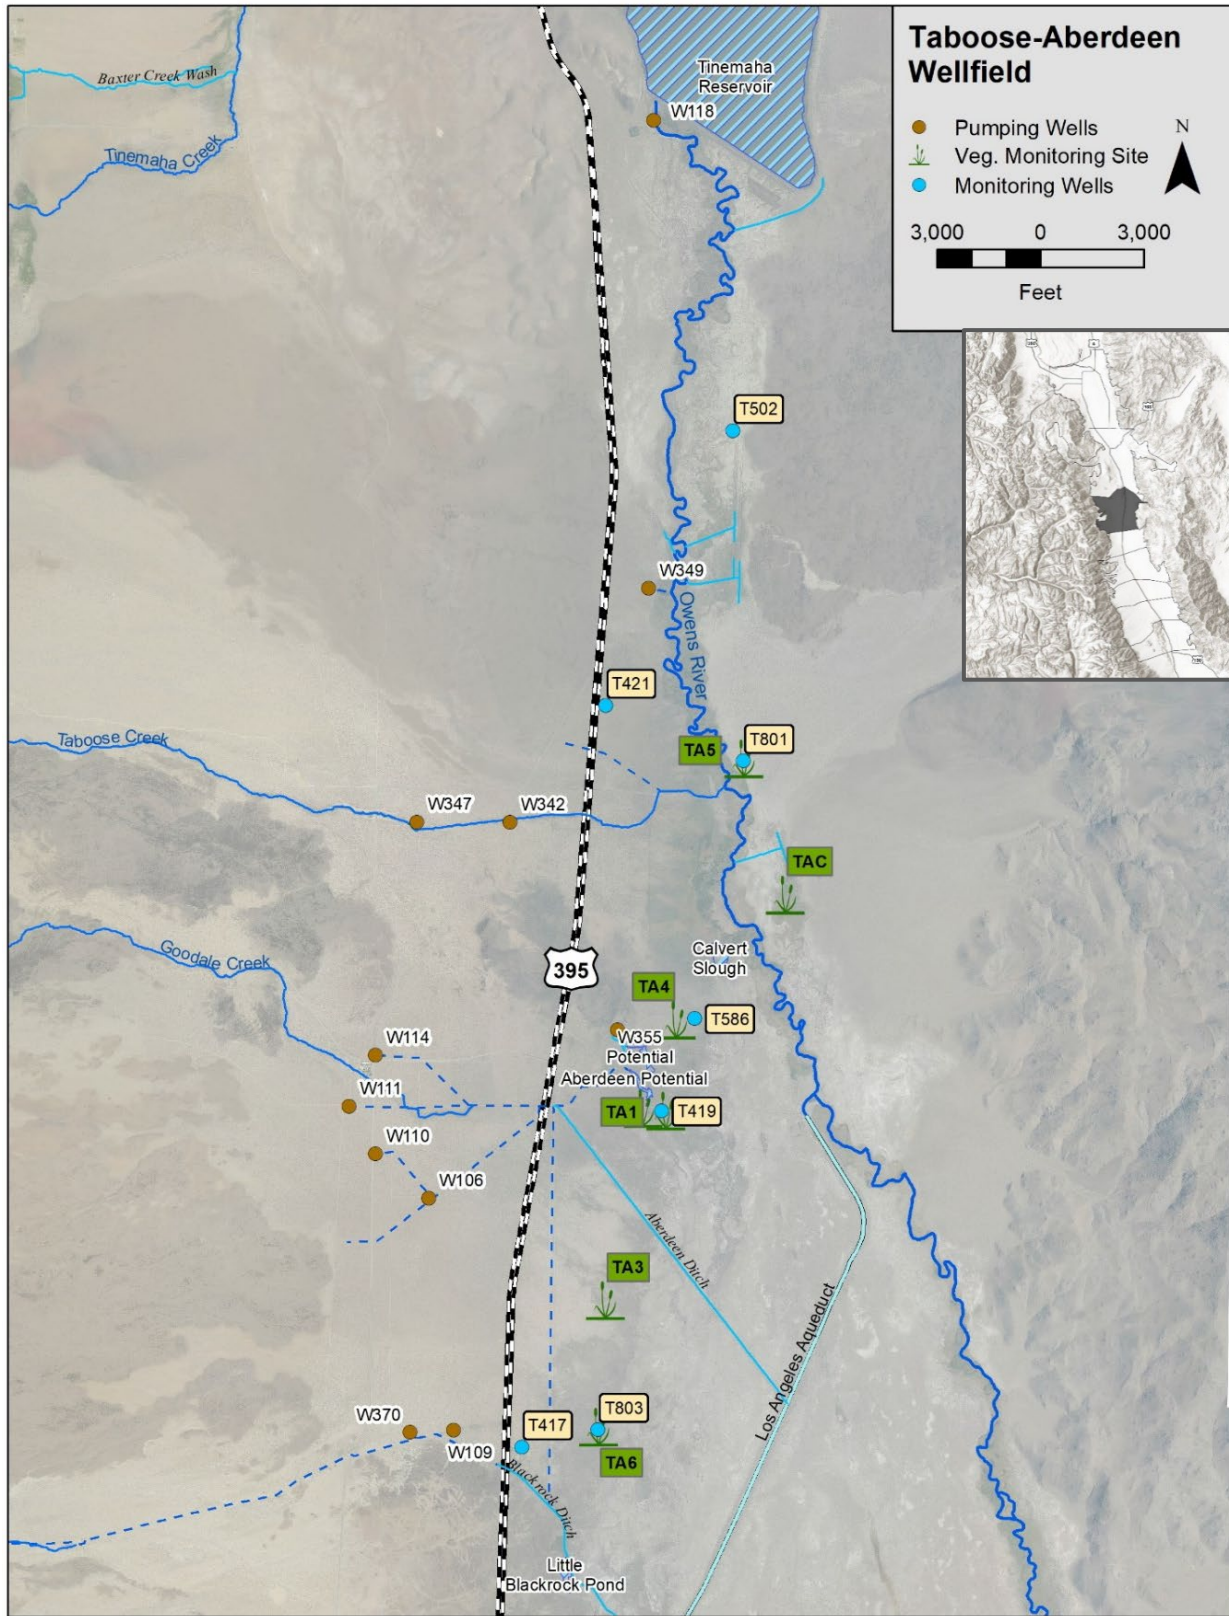 Taboose-Aberdeen
Wellfield
Pumping Wells
Veg. Monitoring Site
Monitoring Wells
N
3,000 0 3,000
Feet
Baxter Creek Wash
Tinemaha Creek
Tinemaha
Reservoir
W118
T502
W349
Owens River
T421
Taboose Creek
TA5
T801
W347
W342
TAC
Goodale Creek
395
Calvert
Slough
TA4
T586
W114
W355
Potential
Aberdeen Potential
W111
TA1
T419
W110
W106
Aberdeen Ditch
TA3
Los Angeles Aqueduct
W370
W109
T417
T803
TA6
Blackrock Ditch
Little
Blackrock Pond